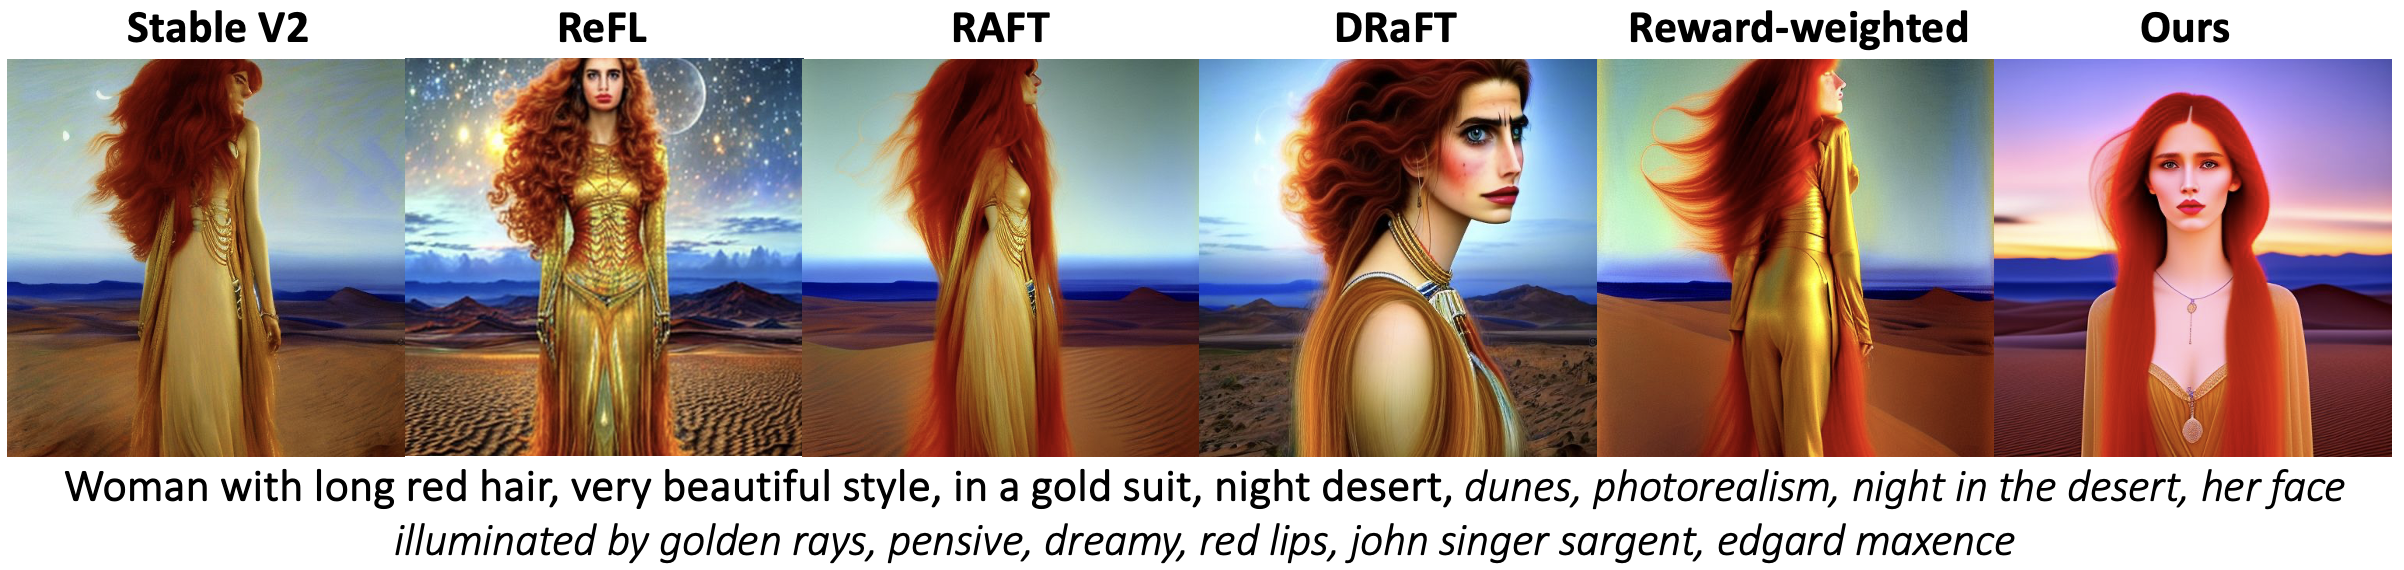 Stable V2 ReFL RAFT DRaFT Reward-weighted Ours
Woman with long red hair, very beautiful style, in a gold suit, night desert, dunes, photorealism, night in the desert, her face
illuminated by golden rays, pensive, dreamy, red lips, john singer sargent, edgard maxence